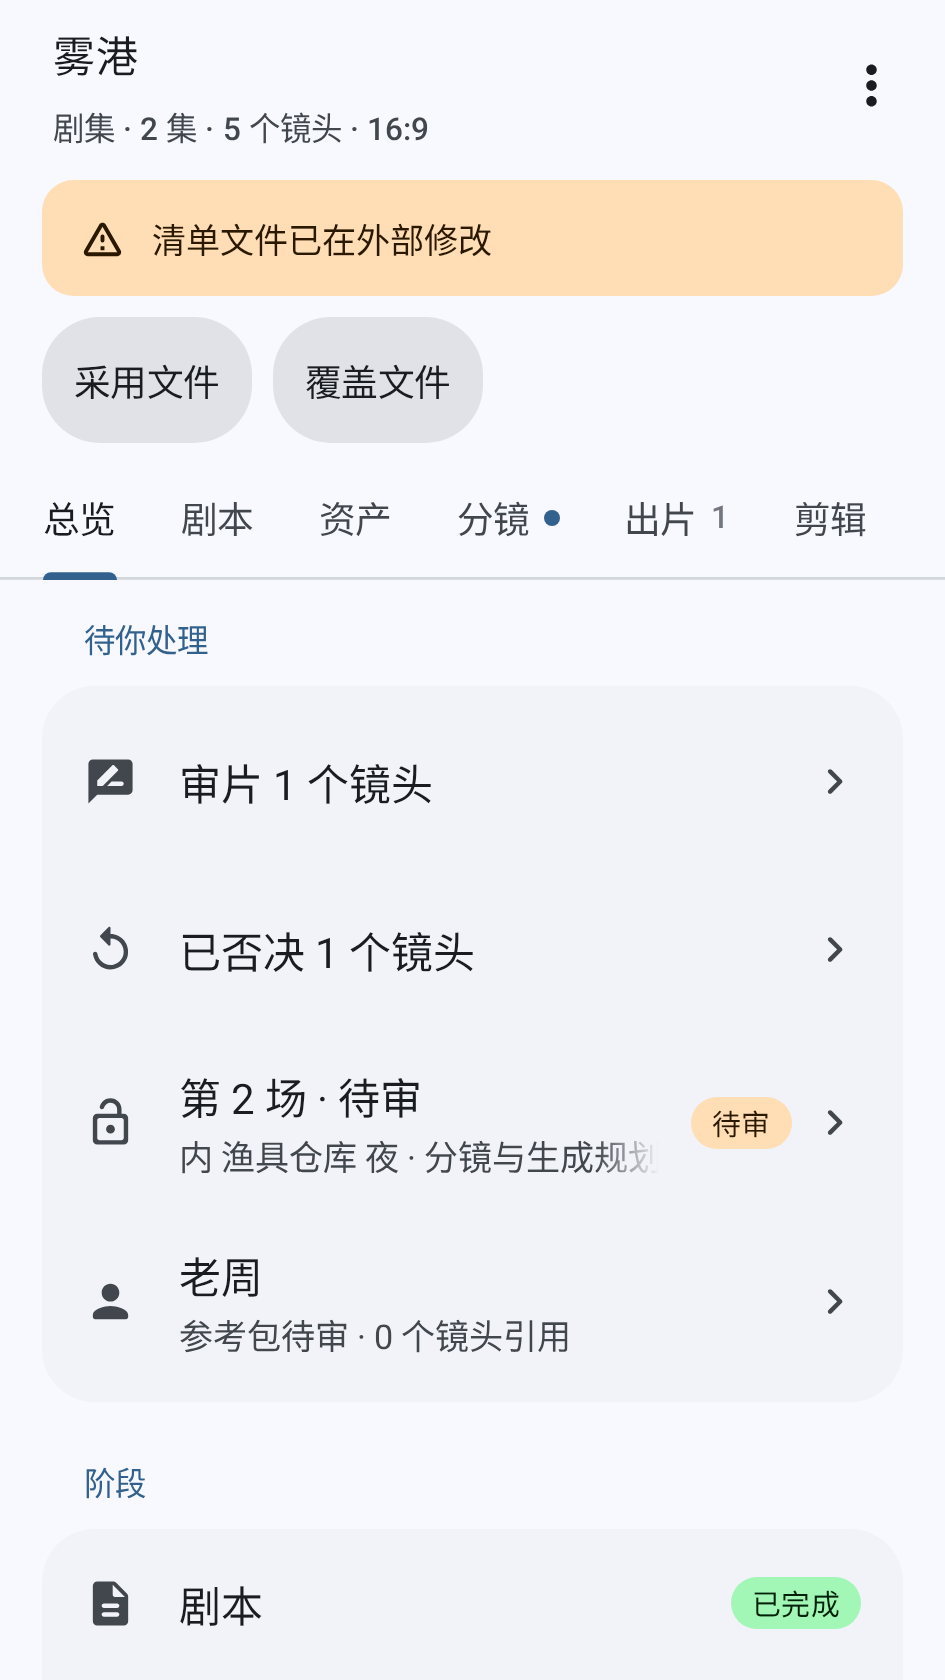 雾港
剧集 · 2 集 · 5 个镜头 · 16:9
清单文件已在外部修改
采用文件 覆盖文件
总览 剧本 资产 分镜 出片 1 剪辑
待你处理
审片 1 个镜头
已否决 1 个镜头
第 2 场 · 待审
待审
内 渔具仓库 夜 · 分镜与生成规划
老周
参考包待审 · 0 个镜头引用
阶段
剧本
已完成